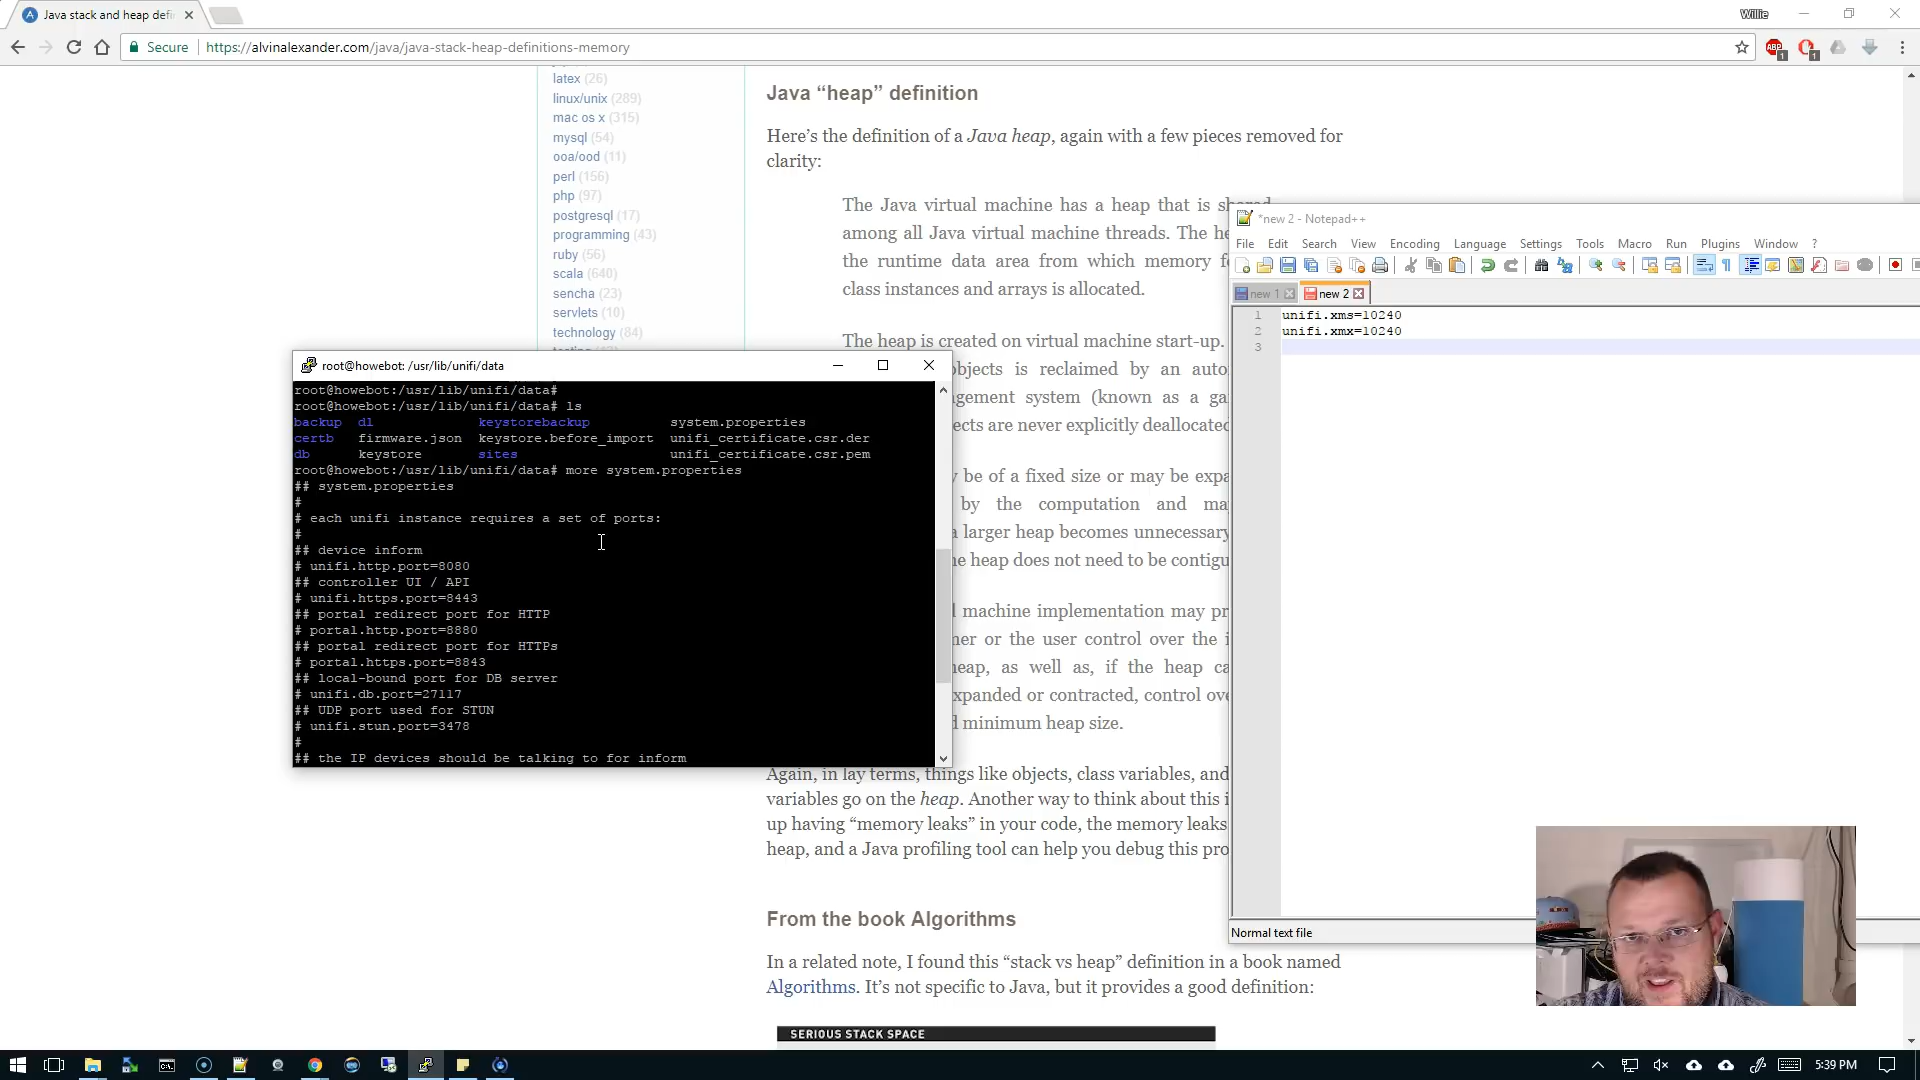 Java stack and heap defi
Willie
Secure
https://alvinalexander.com/java/java-stack-heap-definitions-memory
latex (26)
linux/unix (289)
mac os x (315)
mysql (54)
ooa/ood (11)
perl (156)
php (97)
postgresql (17)
programming (43)
ruby (56)
scala (640)
sencha (23)
servlets (10)
technology (84)
Java “heap” definition
Here’s the definition of a Java heap, again with a few pieces removed for
clarity:
The Java virtual machine has a heap that is shared
among all Java virtual machine threads. The he
the runtime data area from which memory f
class instances and arrays is allocated.
The heap is created on virtual machine start-up.
objects is reclaimed by an auto
gement system (known as a ga
ects are never explicitly deallocated
y be of a fixed size or may be expa
by the computation and ma
a larger heap becomes unnecessary
he heap does not need to be contigu
l machine implementation may pr
ner or the user control over the i
heap, as well as, if the heap ca
xpanded or contracted, control ove
d minimum heap size.
Again, in lay terms, things like objects, class variables, and
variables go on the heap. Another way to think about this i
up having “memory leaks” in your code, the memory leaks
heap, and a Java profiling tool can help you debug this pro
From the book Algorithms
In a related note, I found this “stack vs heap” definition in a book named
Algorithms. It’s not specific to Java, but it provides a good definition:
SERIOUS STACK SPACE
root@howebot: /usr/lib/unifi/data
root@howebot:/usr/lib/unifi/data#
root@howebot:/usr/lib/unifi/data# ls
backup dl keystorebackup system.properties
certb firmware.json keystore.before_import unifi_certificate.csr.der
db keystore sites unifi_certificate.csr.pem
root@howebot:/usr/lib/unifi/data# more system.properties
## system.properties
#
# each unifi instance requires a set of ports:
#
## device inform
# unifi.http.port=8080
## controller UI / API
# unifi.https.port=8443
## portal redirect port for HTTP
# portal.http.port=8880
## portal redirect port for HTTPs
# portal.https.port=8843
## local-bound port for DB server
# unifi.db.port=27117
## UDP port used for STUN
# unifi.stun.port=3478
#
## the IP devices should be talking to for inform
*new 2 - Notepad++
File Edit Search View Encoding Language Settings Tools Macro Run Plugins Window ?
new 1 new 2
1 unifi.xms=10240
2 unifi.xmx=10240
3
Normal text file
5:39 PM